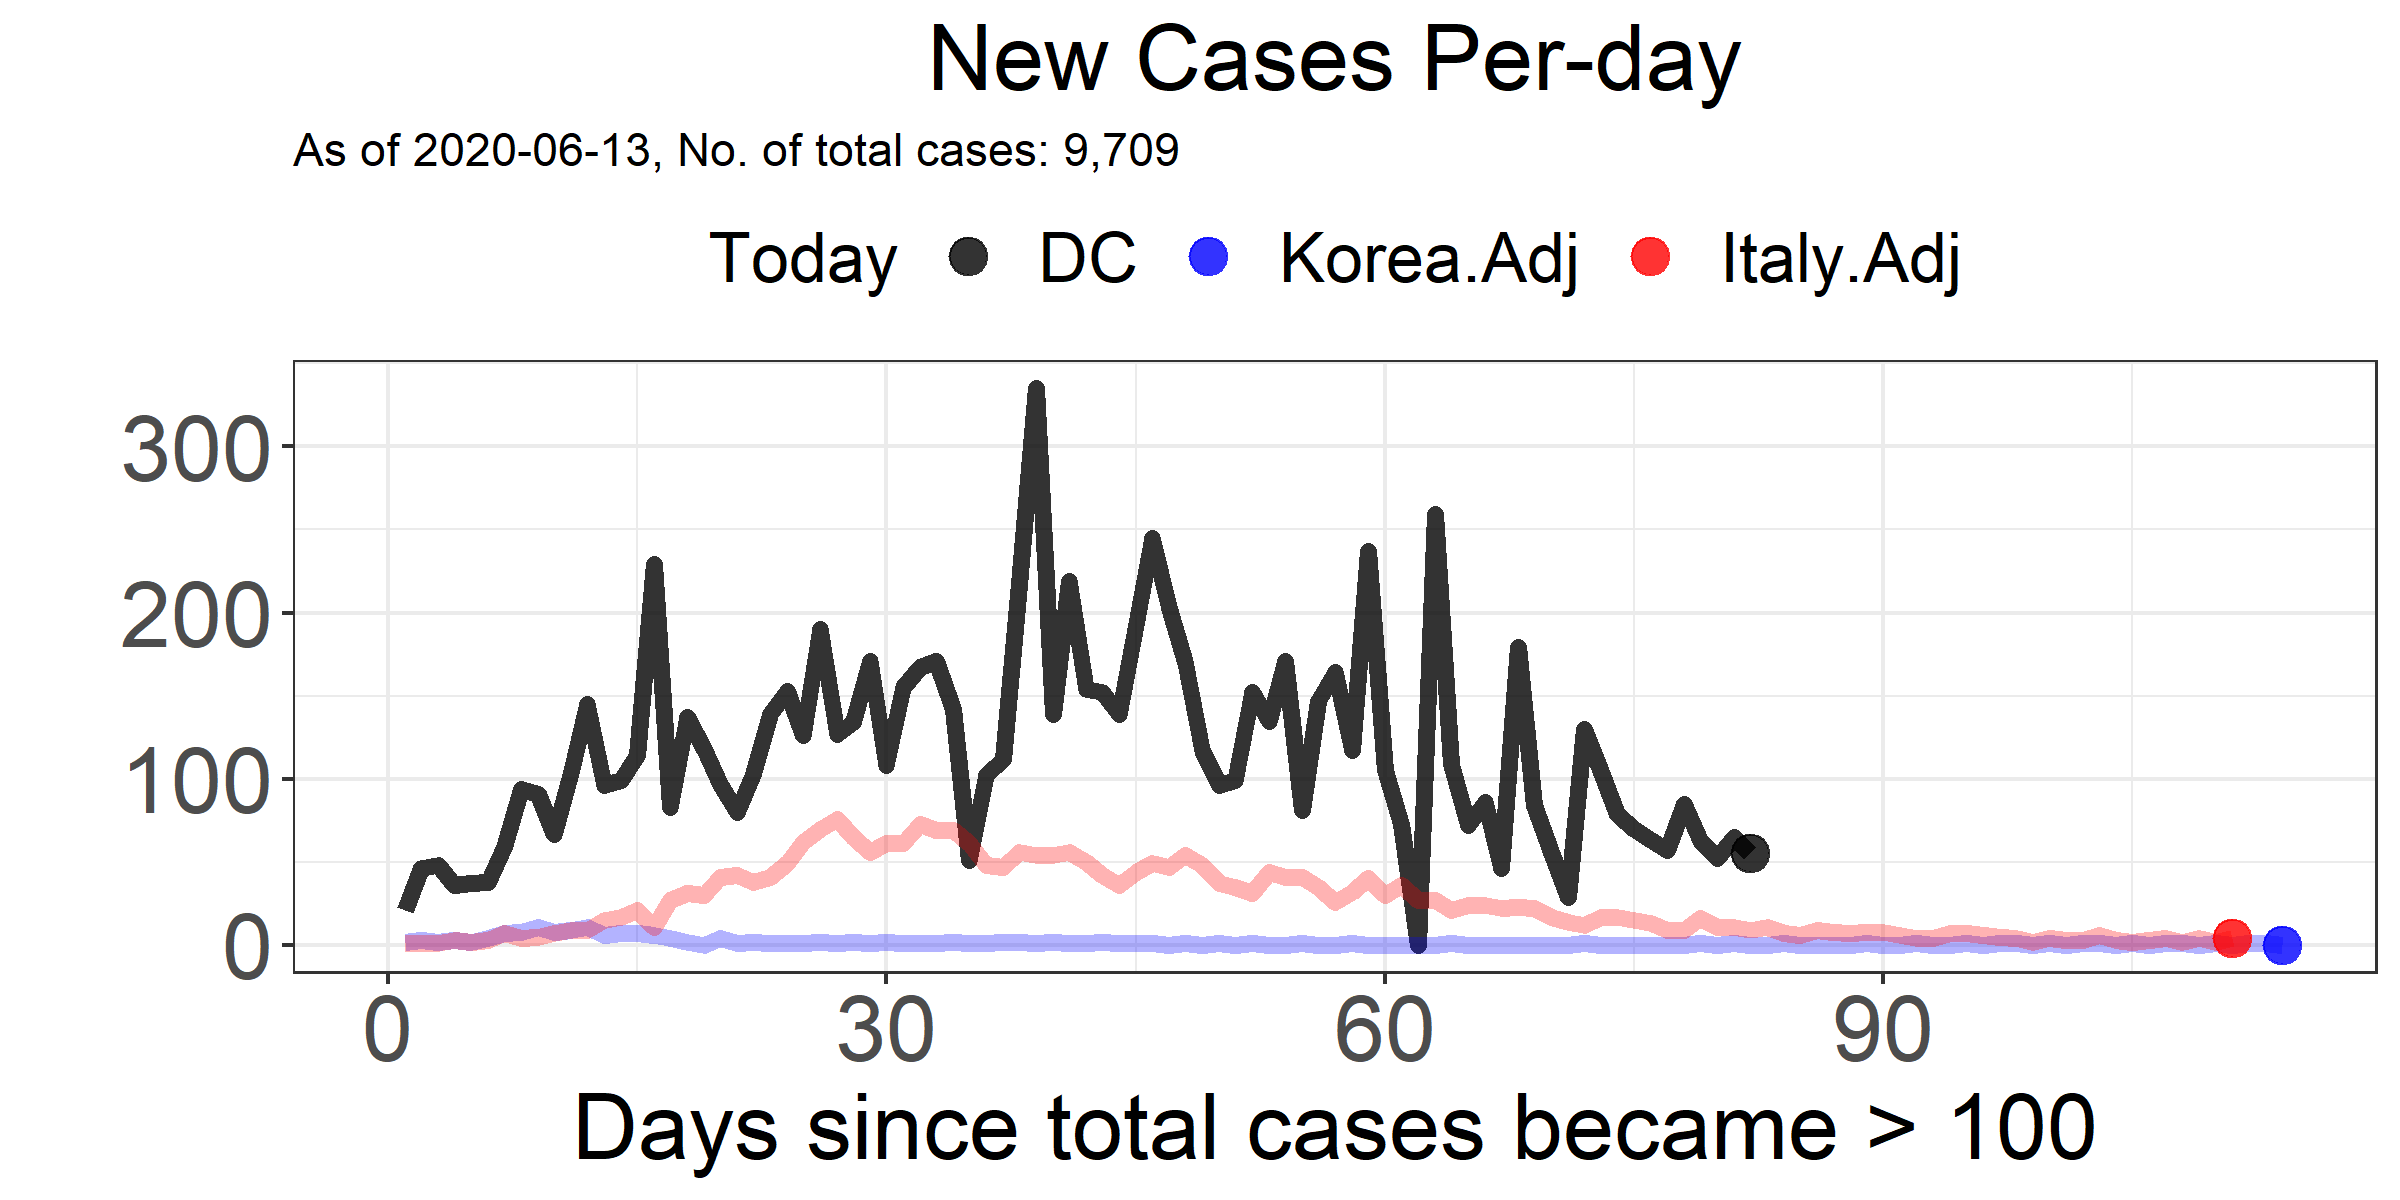 New Cases Per-day
As of 2020-06-13, No. of total cases: 9,709
Today DC Korea.Adj Italy.Adj
300
200
100
0
0 30 60 90
Days since total cases became > 100